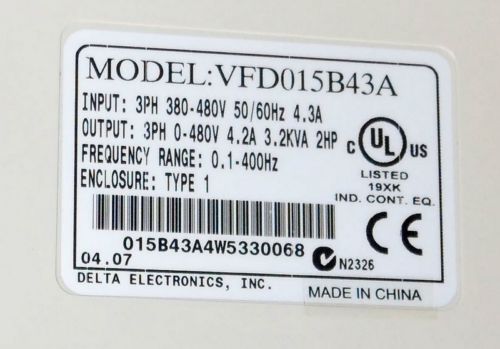 MODEL:VFD015B43A
INPUT: 3PH 380-480V 50/60Hz 4.3A
OUTPUT: 3PH 0-480V 4.2A 3.2KVA 2HP
FREQUENCY RANGE: 0.1-400Hz
ENCLOSURE: TYPE 1
C UL US
LISTED
19XK
IND. CONT. EQ.
015B43A4W5330068
04.07
N2326
CE
DELTA ELECTRONICS, INC.
MADE IN CHINA